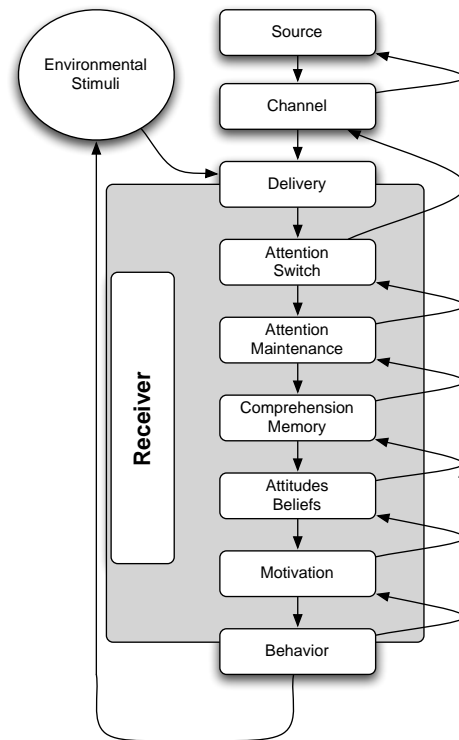 Source
Environmental
Stimuli
Channel
Delivery
Attention
Switch
Attention
Maintenance
Receiver
Comprehension
Memory
Attitudes
Beliefs
Motivation
Behavior